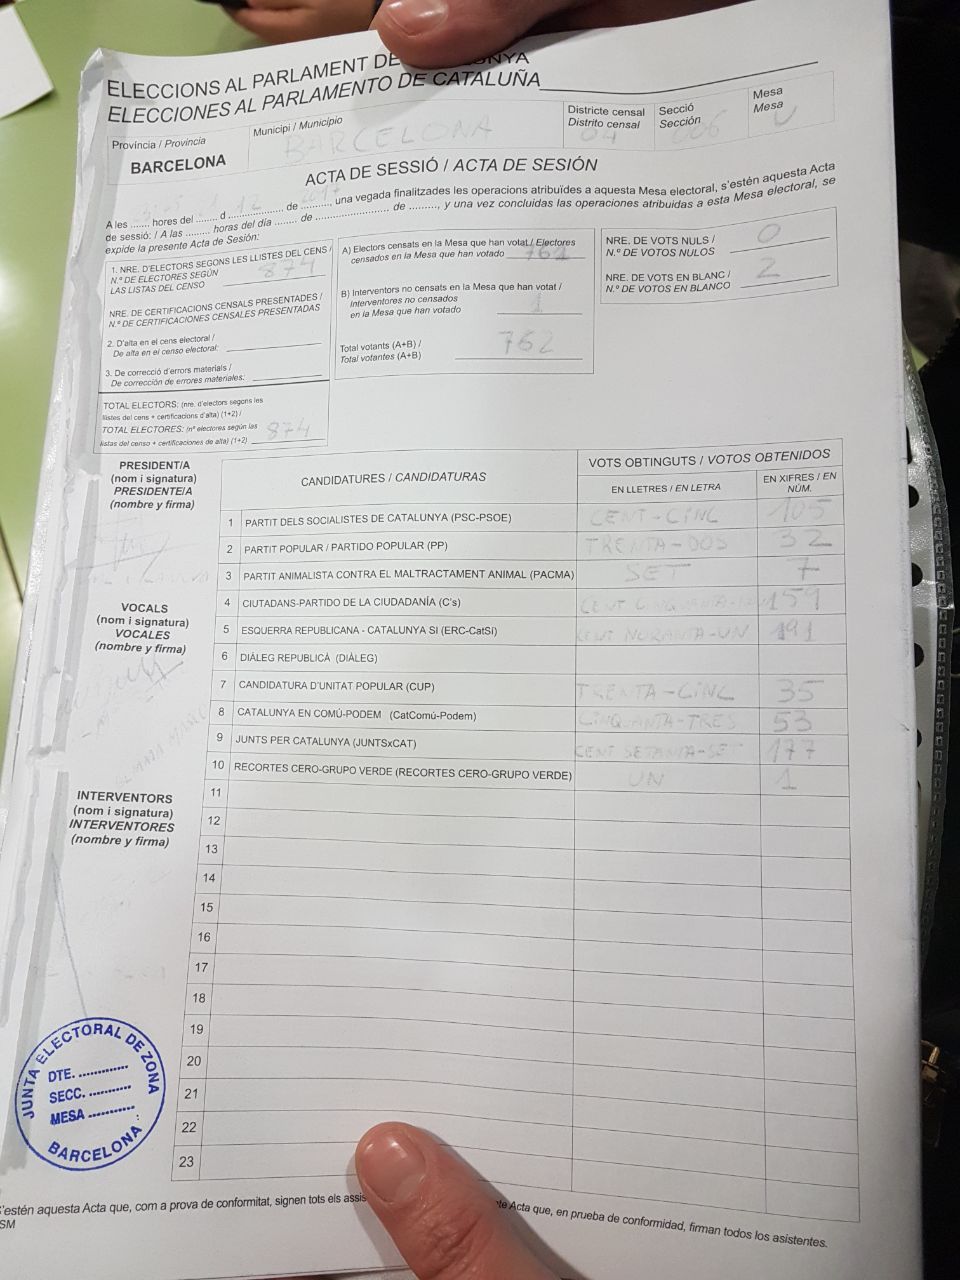 ELECCIONS AL PARLAMENT DE
ELECCIONES AL PARLAMENTO DE CATALUÑA
Província / Provincia
BARCELONA
Municipi / Municipio
BARCELONA
Districte censal
Distrito censal
04
Secció
Sección
006
Mesa
Mesa
U
ACTA DE SESSIÓ / ACTA DE SESIÓN
A les ....... hores del ....... d .................. de .........., una vegada finalitzades les operacions atribuïdes a aquesta Mesa electoral, s'estén aquesta Acta
de sessió: / A las ........ horas del día ....... de ........................ de ........., y una vez concluidas las operaciones atribuidas a esta Mesa electoral, se
expide la presente Acta de Sesión:
1. NRE. D'ELECTORS SEGONS LES LLISTES DEL CENS /
N.º DE ELECTORES SEGÚN
LAS LISTAS DEL CENSO
874
NRE. DE CERTIFICACIONS CENSALS PRESENTADES /
N.º DE CERTIFICACIONES CENSALES PRESENTADAS
2. D'alta en el cens electoral /
De alta en el censo electoral:
3. De correcció d'errors materials /
De corrección de errores materiales:
TOTAL ELECTORS: (nre. d'electors segons les
llistes del cens + certificacions d'alta) (1+2) /
TOTAL ELECTORES: (nº electores según las
listas del censo + certificaciones de alta) (1+2)
874
A) Electors censats en la Mesa que han votat / Electores
censados en la Mesa que han votado
761
B) Interventors no censats en la Mesa que han votat /
Interventores no censados
en la Mesa que han votado
1
Total votants (A+B) /
Total votantes (A+B)
762
NRE. DE VOTS NULS /
N.º DE VOTOS NULOS
0
NRE. DE VOTS EN BLANC /
N.º DE VOTOS EN BLANCO
2
PRESIDENT/A
(nom i signatura)
PRESIDENTE/A
(nombre y firma)
VOCALS
(nom i signatura)
VOCALES
(nombre y firma)
INTERVENTORS
(nom i signatura)
INTERVENTORES
(nombre y firma)
CANDIDATURES / CANDIDATURAS
VOTS OBTINGUTS / VOTOS OBTENIDOS
EN LLETRES / EN LETRA
EN XIFRES / EN
NÚM.
1 PARTIT DELS SOCIALISTES DE CATALUNYA (PSC-PSOE) CENT-CINC 105
2 PARTIT POPULAR / PARTIDO POPULAR (PP) TRENTA-DOS 32
3 PARTIT ANIMALISTA CONTRA EL MALTRACTAMENT ANIMAL (PACMA) SET 7
4 CIUTADANS-PARTIDO DE LA CIUDADANÍA (C's) CENT CINQUANTA-NOU 159
5 ESQUERRA REPUBLICANA - CATALUNYA SI (ERC-CatSí) CENT NORANTA-UN 191
6 DIÀLEG REPUBLICÀ (DIÀLEG)
7 CANDIDATURA D'UNITAT POPULAR (CUP) TRENTA-CINC 35
8 CATALUNYA EN COMÚ-PODEM (CatComú-Podem) CINQUANTA-TRES 53
9 JUNTS PER CATALUNYA (JUNTSxCAT) CENT SETANTA-SET 177
10 RECORTES CERO-GRUPO VERDE (RECORTES CERO-GRUPO VERDE) UN 1
11
12
13
14
15
16
17
18
19
20
21
22
23
JUNTA ELECTORAL DE ZONA
DTE. .............
SECC. ...........
MESA ...........
BARCELONA
S'estén aquesta Acta que, com a prova de conformitat, signen tots els
Acta que, en prueba de conformidad, firman todos los asistentes.